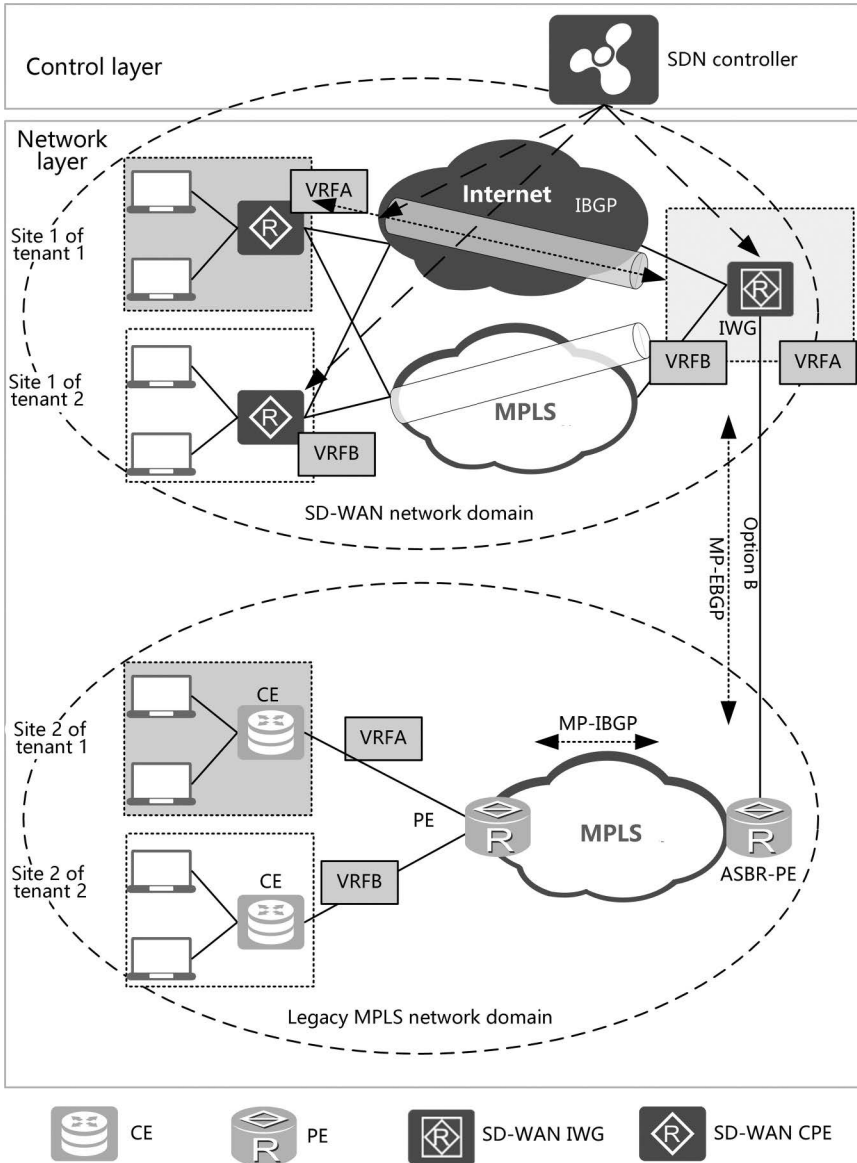 SDN controller
Control layer
Network
layer
VRFA
Internet
IBGP
R
Site 1 of
tenant 1
R
IWG
VRFB
VRFA
Site 1 of
tenant 2
R
MPLS
VRFB
SD-WAN network domain
Option B
MP-EBGP
CE
Site 2 of
tenant 1
VRFA
MP-IBGP
PE
R
MPLS
R
ASBR-PE
Site 2 of
tenant 2
CE
VRFB
Legacy MPLS network domain
CE
R
PE
R
SD-WAN IWG
R
SD-WAN CPE